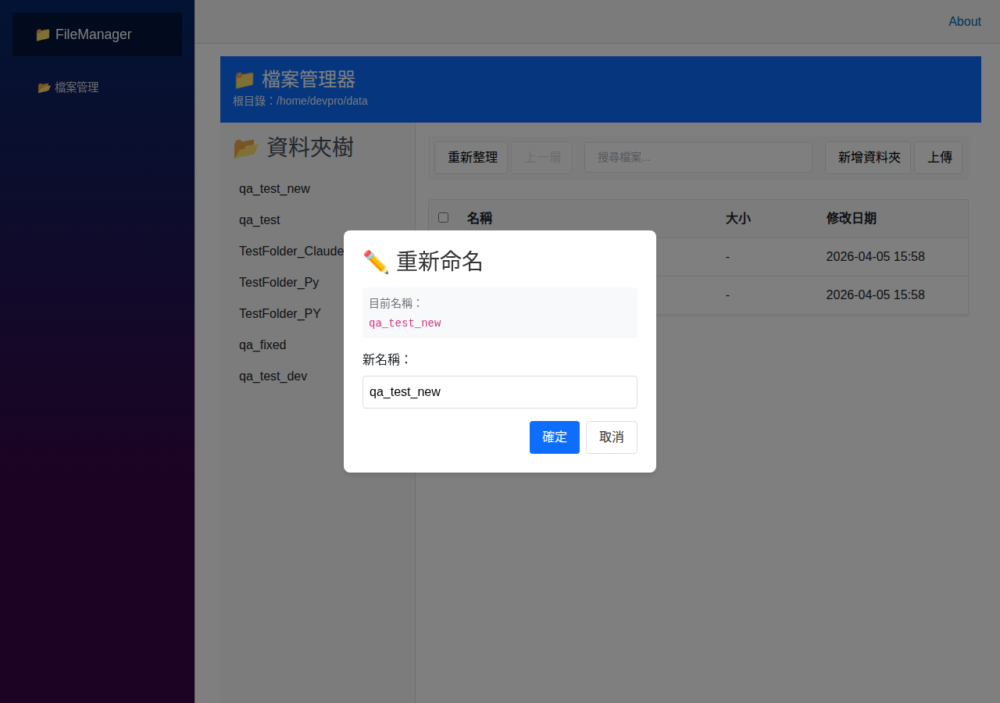 📁 FileManager
📂 檔案管理
About
📁 檔案管理器
根目錄：/home/devpro/data
📂 資料夾樹
qa_test_new
qa_test
TestFolder_Claude
TestFolder_Py
TestFolder_PY
qa_fixed
qa_test_dev
重新整理
上一層
搜尋檔案...
新增資料夾
上傳
名稱 大小 修改日期
- 2026-04-05 15:58
- 2026-04-05 15:58
✏️ 重新命名
目前名稱：
qa_test_new
新名稱：
qa_test_new
確定
取消